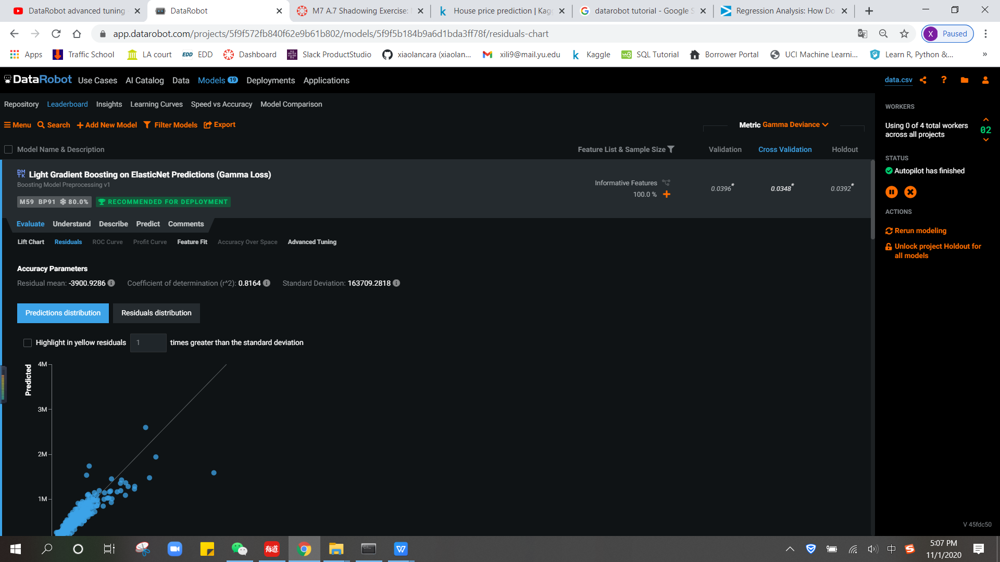 DataRobot advanced tuning
DataRobot
M7 A.7 Shadowing Exercise:
House price prediction | Kagg
datarobot tutorial - Google S
Regression Analysis: How Do
app.datarobot.com/projects/5f9f572fb840f62e9b61b802/models/5f9f5b184b9a6d1bda3ff78f/residuals-chart
X Paused
Apps
Traffic School
LA court
EDD EDD
Dashboard
Slack ProductStudio
xiaolancara (xiaolan...
xili9@mail.yu.edu
Kaggle
SQL Tutorial
Borrower Portal
UCI Machine Learni...
Learn R, Python &...
»
DataRobot Use Cases AI Catalog Data Models 19 Deployments Applications
data.csv
Repository Leaderboard Insights Learning Curves Speed vs Accuracy Model Comparison
Menu Search Add New Model Filter Models Export
Metric Gamma Deviance
Model Name & Description
Feature List & Sample Size Validation Cross Validation Holdout
DM
TK
Light Gradient Boosting on ElasticNet Predictions (Gamma Loss)
Boosting Model Preprocessing v1
M59 BP91 80.0% RECOMMENDED FOR DEPLOYMENT
Informative Features
100.0 %
0.0396* 0.0348* 0.0392*
Evaluate Understand Describe Predict Comments
Lift Chart Residuals ROC Curve Profit Curve Feature Fit Accuracy Over Space Advanced Tuning
Accuracy Parameters
Residual mean: -3900.9286 Coefficient of determination (r^2): 0.8164 Standard Deviation: 163709.2818
Predictions distribution Residuals distribution
Highlight in yellow residuals 1 times greater than the standard deviation
Predicted
4M
3M
2M
1M
WORKERS
Using 0 of 4 total workers
across all projects
02
STATUS
Autopilot has finished
ACTIONS
Rerun modeling
Unlock project Holdout for
all models
V 45fdc50
有道
W
中
S
5:07 PM
11/1/2020